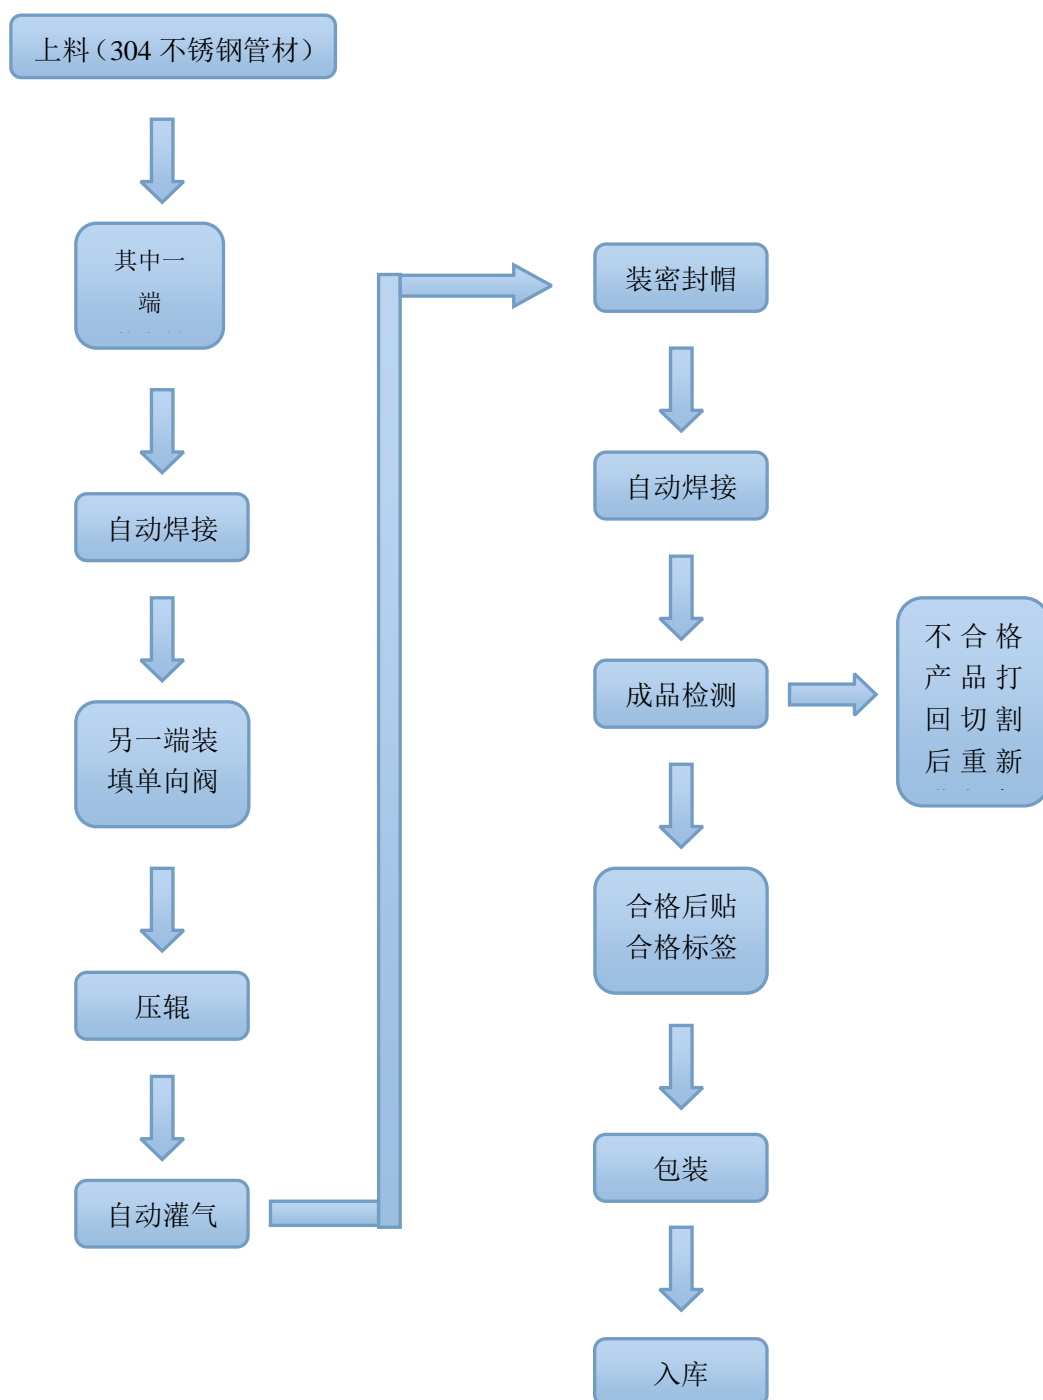 上料（304 不锈钢管材）
其中一
端
自动焊接
另一端装
填单向阀
压辊
自动灌气
装密封帽
自动焊接
成品检测
不合格
产品打
回切割
后重新
合格后贴
合格标签
包装
入库